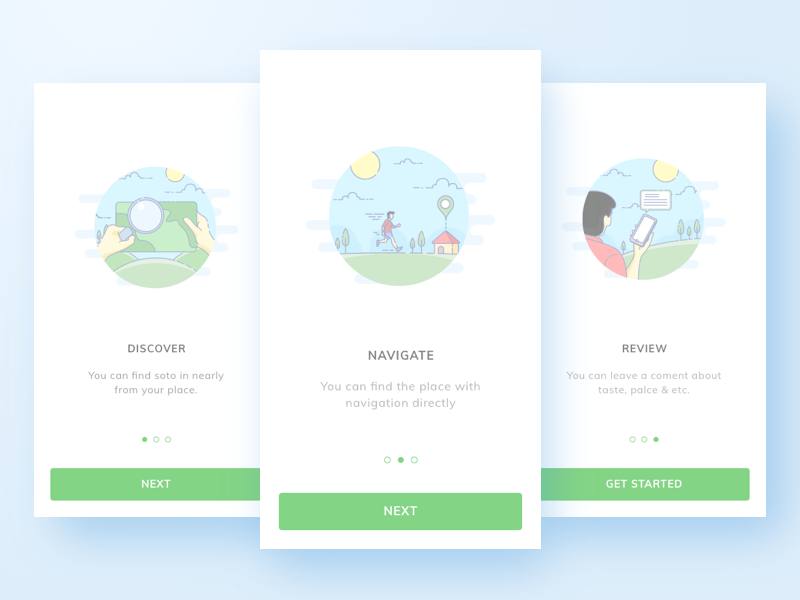 DISCOVER
You can find soto in nearly
from your place.
NEXT
NAVIGATE
You can find the place with
navigation directly
NEXT
REVIEW
You can leave a coment about
taste, palce & etc.
GET STARTED